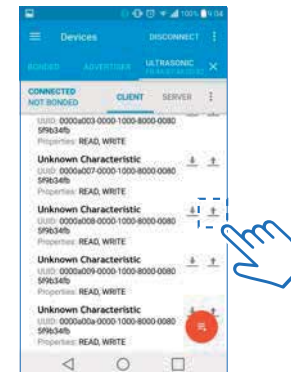 100% 9:04
Devices DISCONNECT
BONDED ADVERTISER ULTRASONIC
CONNECTED
NOT BONDED CLIENT SERVER
UUID: 0000a003-0000-1000-8000-0080
5f9b34fb
Properties: READ, WRITE
Unknown Characteristic
UUID: 0000a007-0000-1000-8000-0080
5f9b34fb
Properties: READ, WRITE
Unknown Characteristic
UUID: 0000a008-0000-1000-8000-0080
5f9b34fb
Properties: READ, WRITE
Unknown Characteristic
UUID: 0000a009-0000-1000-8000-0080
5f9b34fb
Properties: READ, WRITE
Unknown Characteristic
UUID: 0000a00a-0000-1000-8000-0080
5f9b34fb
Properties: READ, WRITE